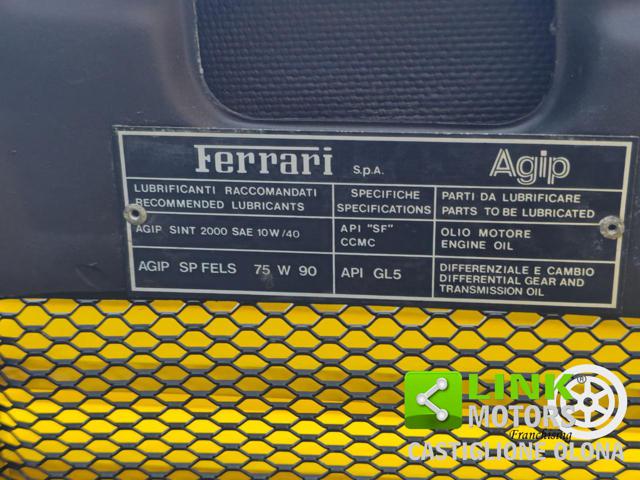 Ferrari S.p.A. Agip
LUBRIFICANTI RACCOMANDATI
RECOMMENDED LUBRICANTS
SPECIFICHE
SPECIFICATIONS
PARTI DA LUBRIFICARE
PARTS TO BE LUBRICATED
AGIP SINT 2000 SAE 10W/40
API "SF"
CCMC
OLIO MOTORE
ENGINE OIL
AGIP SP FELS 75 W 90
API GL5
DIFFERENZIALE E CAMBIO
DIFFERENTIAL GEAR AND
TRANSMISSION OIL
LINK
MOTORS
Franchising
CASTIGLIONE OLONA